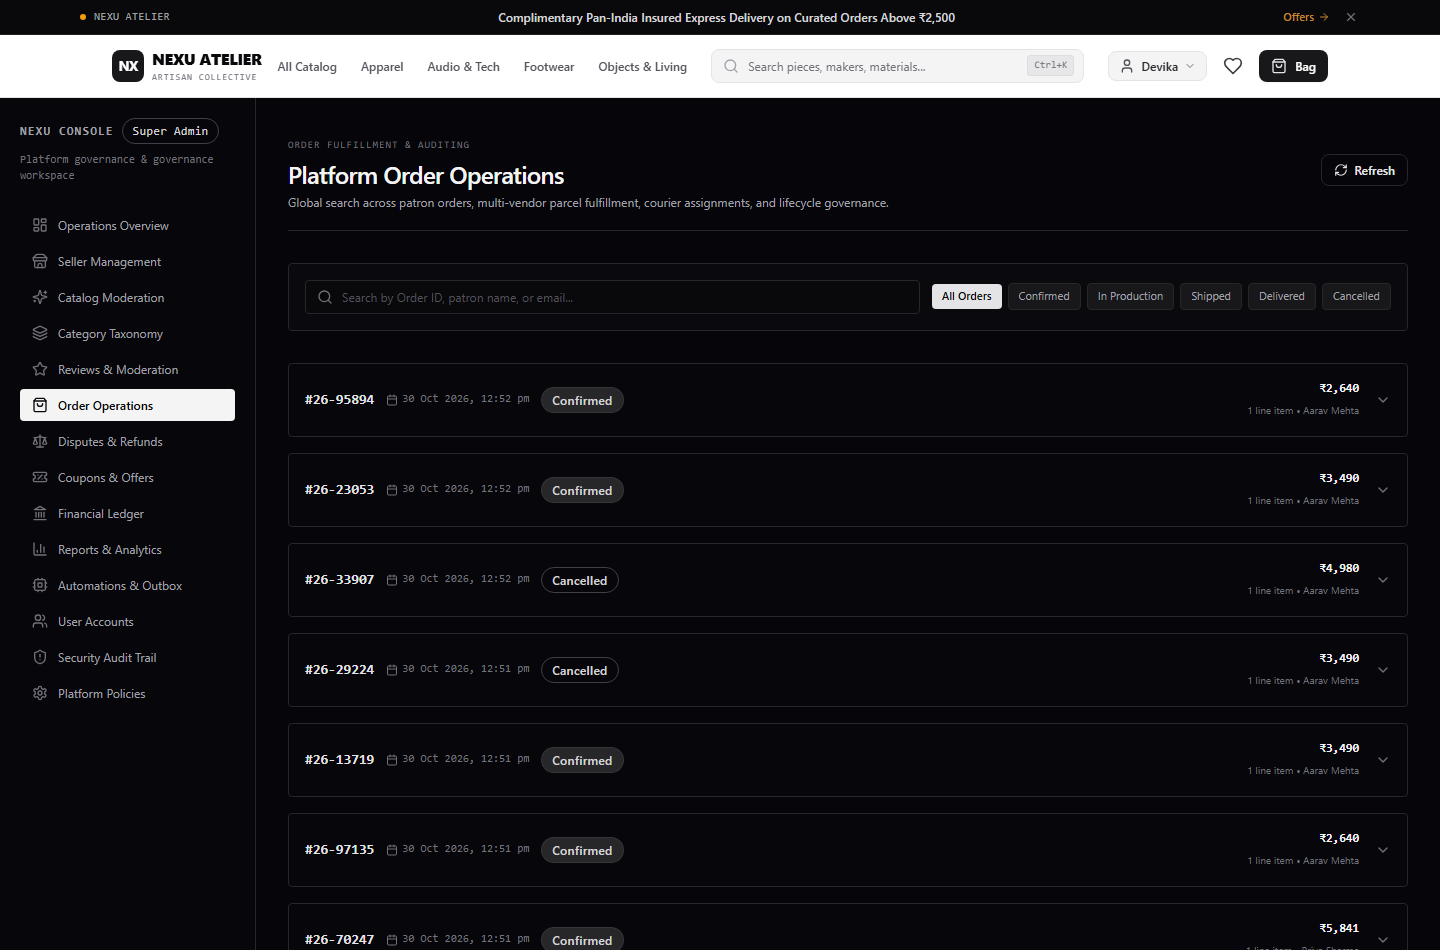 NEXU ATELIER
Complimentary Pan-India Insured Express Delivery on Curated Orders Above ₹2,500
Offers →
NX
NEXU ATELIER
ARTISAN COLLECTIVE
All Catalog
Apparel
Audio & Tech
Footwear
Objects & Living
Search pieces, makers, materials...
Ctrl+K
Devika
Bag
NEXU CONSOLE
Super Admin
Platform governance & governance
workspace
Operations Overview
Seller Management
Catalog Moderation
Category Taxonomy
Reviews & Moderation
Order Operations
Disputes & Refunds
Coupons & Offers
Financial Ledger
Reports & Analytics
Automations & Outbox
User Accounts
Security Audit Trail
Platform Policies
ORDER FULFILLMENT & AUDITING
Platform Order Operations
Global search across patron orders, multi-vendor parcel fulfillment, courier assignments, and lifecycle governance.
Refresh
Search by Order ID, patron name, or email...
All Orders
Confirmed
In Production
Shipped
Delivered
Cancelled
#26-95894 30 Oct 2026, 12:52 pm Confirmed
₹2,640
1 line item • Aarav Mehta
#26-23053 30 Oct 2026, 12:52 pm Confirmed
₹3,490
1 line item • Aarav Mehta
#26-33907 30 Oct 2026, 12:52 pm Cancelled
₹4,980
1 line item • Aarav Mehta
#26-29224 30 Oct 2026, 12:51 pm Cancelled
₹3,490
1 line item • Aarav Mehta
#26-13719 30 Oct 2026, 12:51 pm Confirmed
₹3,490
1 line item • Aarav Mehta
#26-97135 30 Oct 2026, 12:51 pm Confirmed
₹2,640
1 line item • Aarav Mehta
#26-70247 30 Oct 2026, 12:51 pm Confirmed
₹5,841